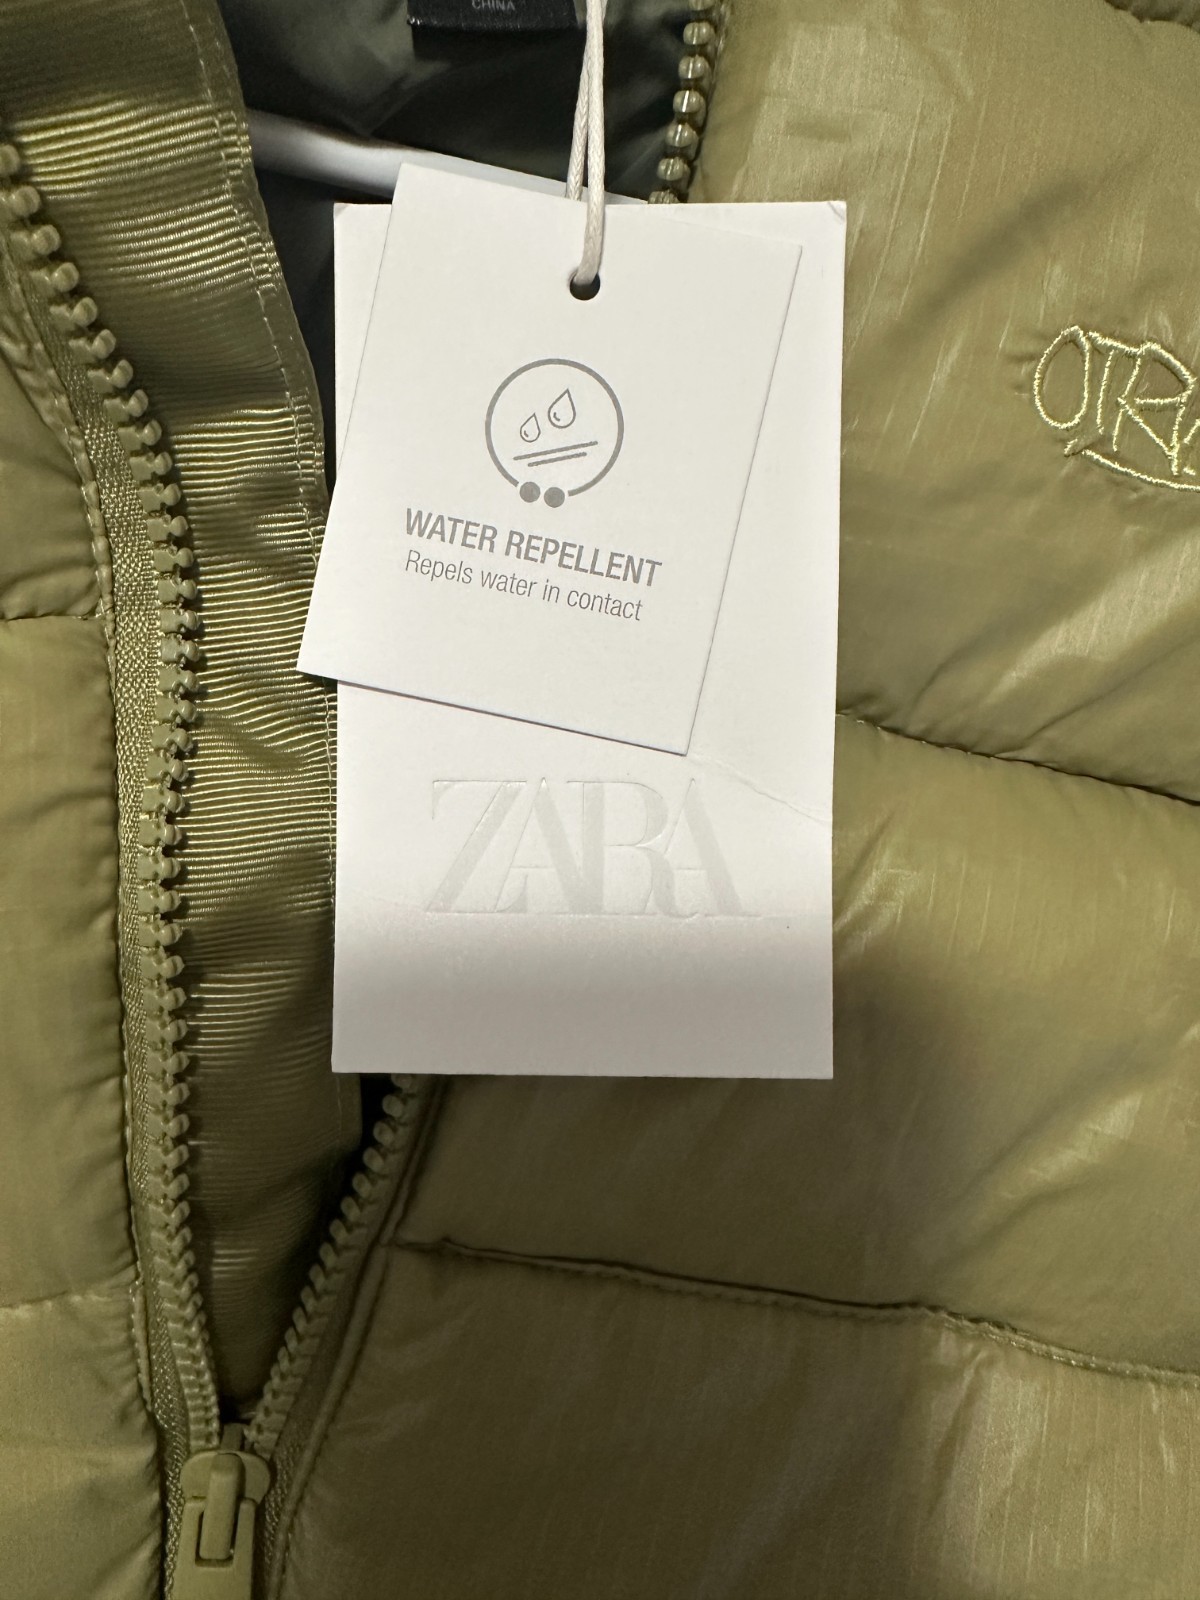 CHINA
WATER REPELLENT
Repels water in contact
ZARA